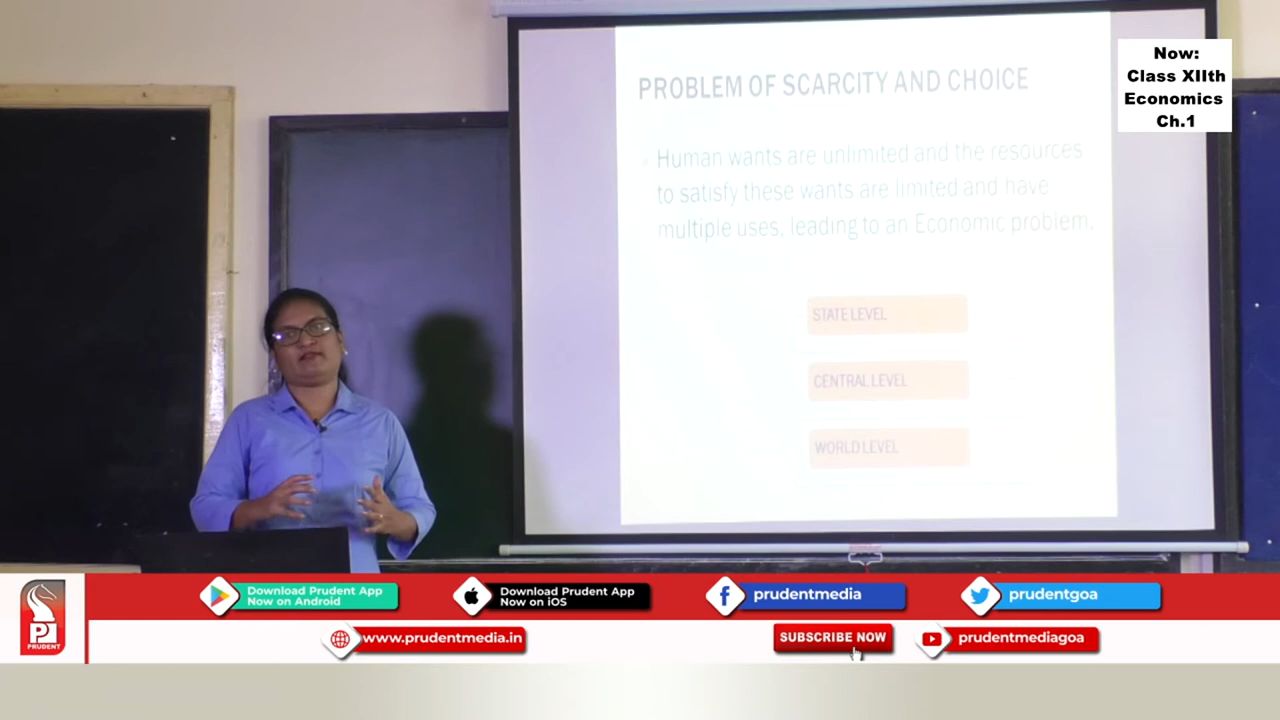 Now:
Class XIIth
Economics
Ch.1
PROBLEM OF SCARCITY AND CHOICE
Human wants are unlimited and the resources
to satisfy these wants are limited and have
multiple uses, leading to an Economic problem.
STATE LEVEL
CENTRAL LEVEL
WORLD LEVEL
Download Prudent App
Now on Android
Download Prudent App
Now on iOS
prudentmedia
prudentgoa
PRUDENT
www.prudentmedia.in
SUBSCRIBE NOW
prudentmediagoa